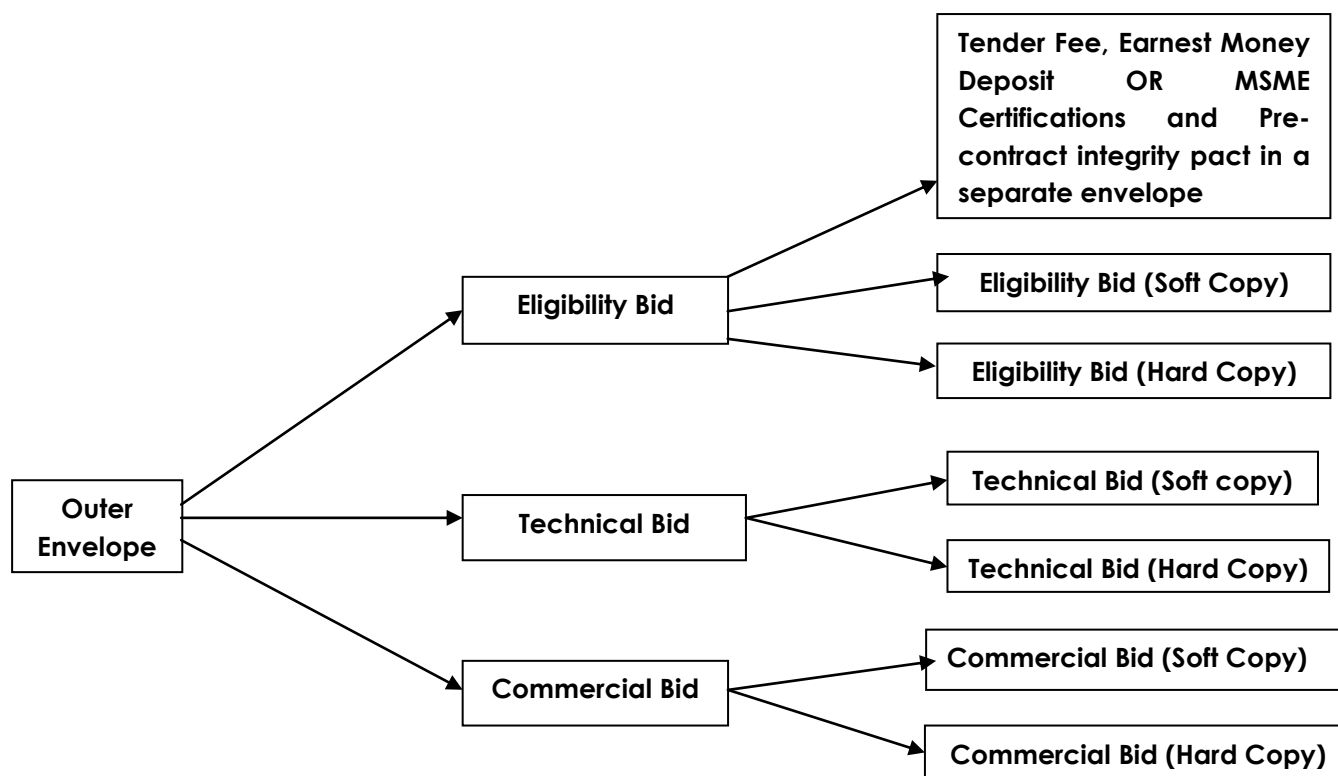 Tender Fee, Earnest Money
Deposit OR MSME
Certifications and Pre-
contract integrity pact in a
separate envelope
Eligibility Bid
Eligibility Bid (Soft Copy)
Eligibility Bid (Hard Copy)
Outer
Envelope
Technical Bid
Technical Bid (Soft copy)
Technical Bid (Hard Copy)
Commercial Bid
Commercial Bid (Soft Copy)
Commercial Bid (Hard Copy)